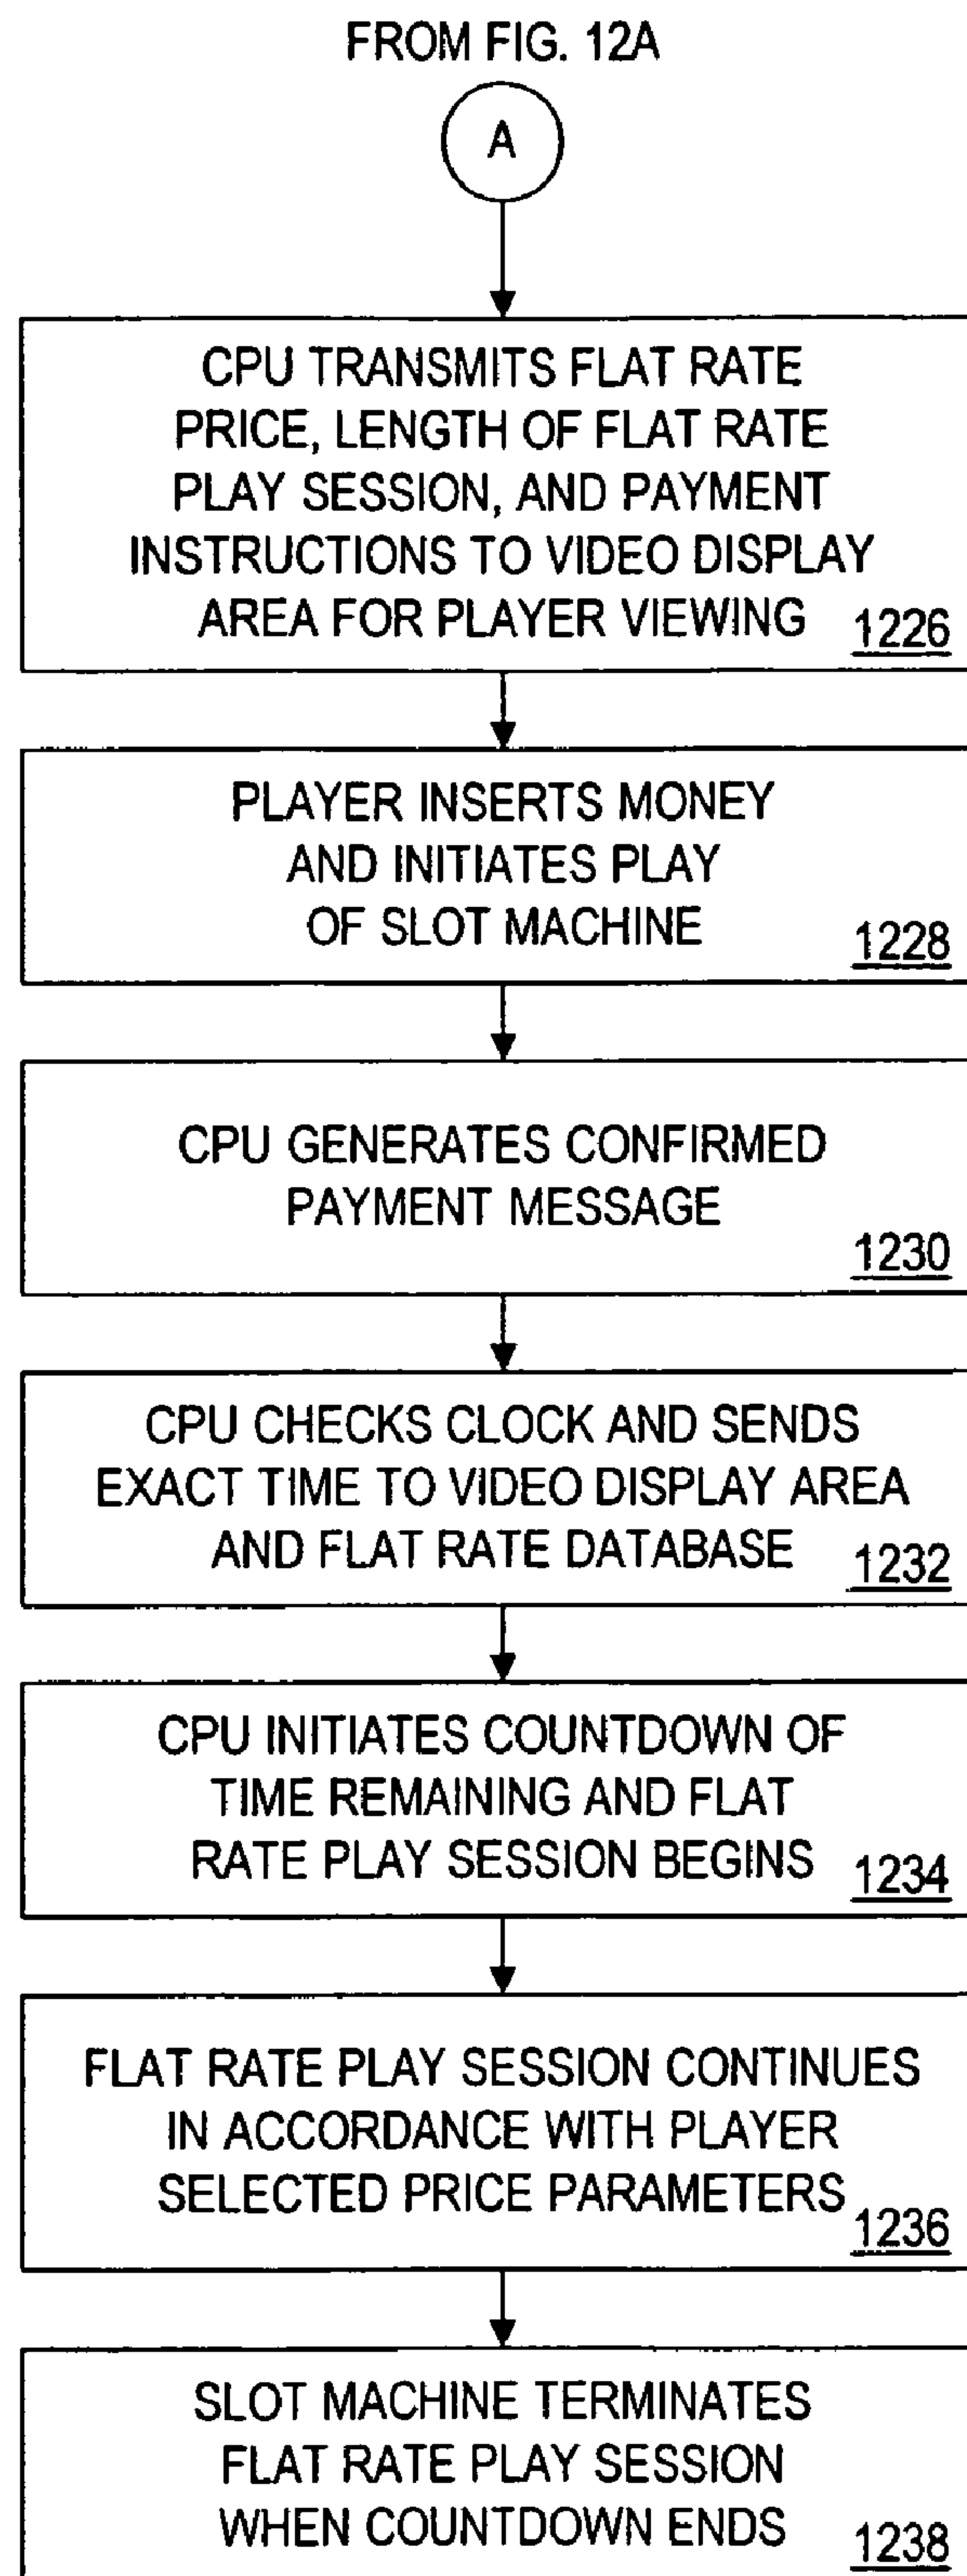 FROM FIG. 12A
A
CPU TRANSMITS FLAT RATE
PRICE, LENGTH OF FLAT RATE
PLAY SESSION, AND PAYMENT
INSTRUCTIONS TO VIDEO DISPLAY
AREA FOR PLAYER VIEWING 1226
PLAYER INSERTS MONEY
AND INITIATES PLAY
OF SLOT MACHINE 1228
CPU GENERATES CONFIRMED
PAYMENT MESSAGE
1230
CPU CHECKS CLOCK AND SENDS
EXACT TIME TO VIDEO DISPLAY AREA
AND FLAT RATE DATABASE 1232
CPU INITIATES COUNTDOWN OF
TIME REMAINING AND FLAT
RATE PLAY SESSION BEGINS 1234
FLAT RATE PLAY SESSION CONTINUES
IN ACCORDANCE WITH PLAYER
SELECTED PRICE PARAMETERS 1236
SLOT MACHINE TERMINATES
FLAT RATE PLAY SESSION
WHEN COUNTDOWN ENDS 1238